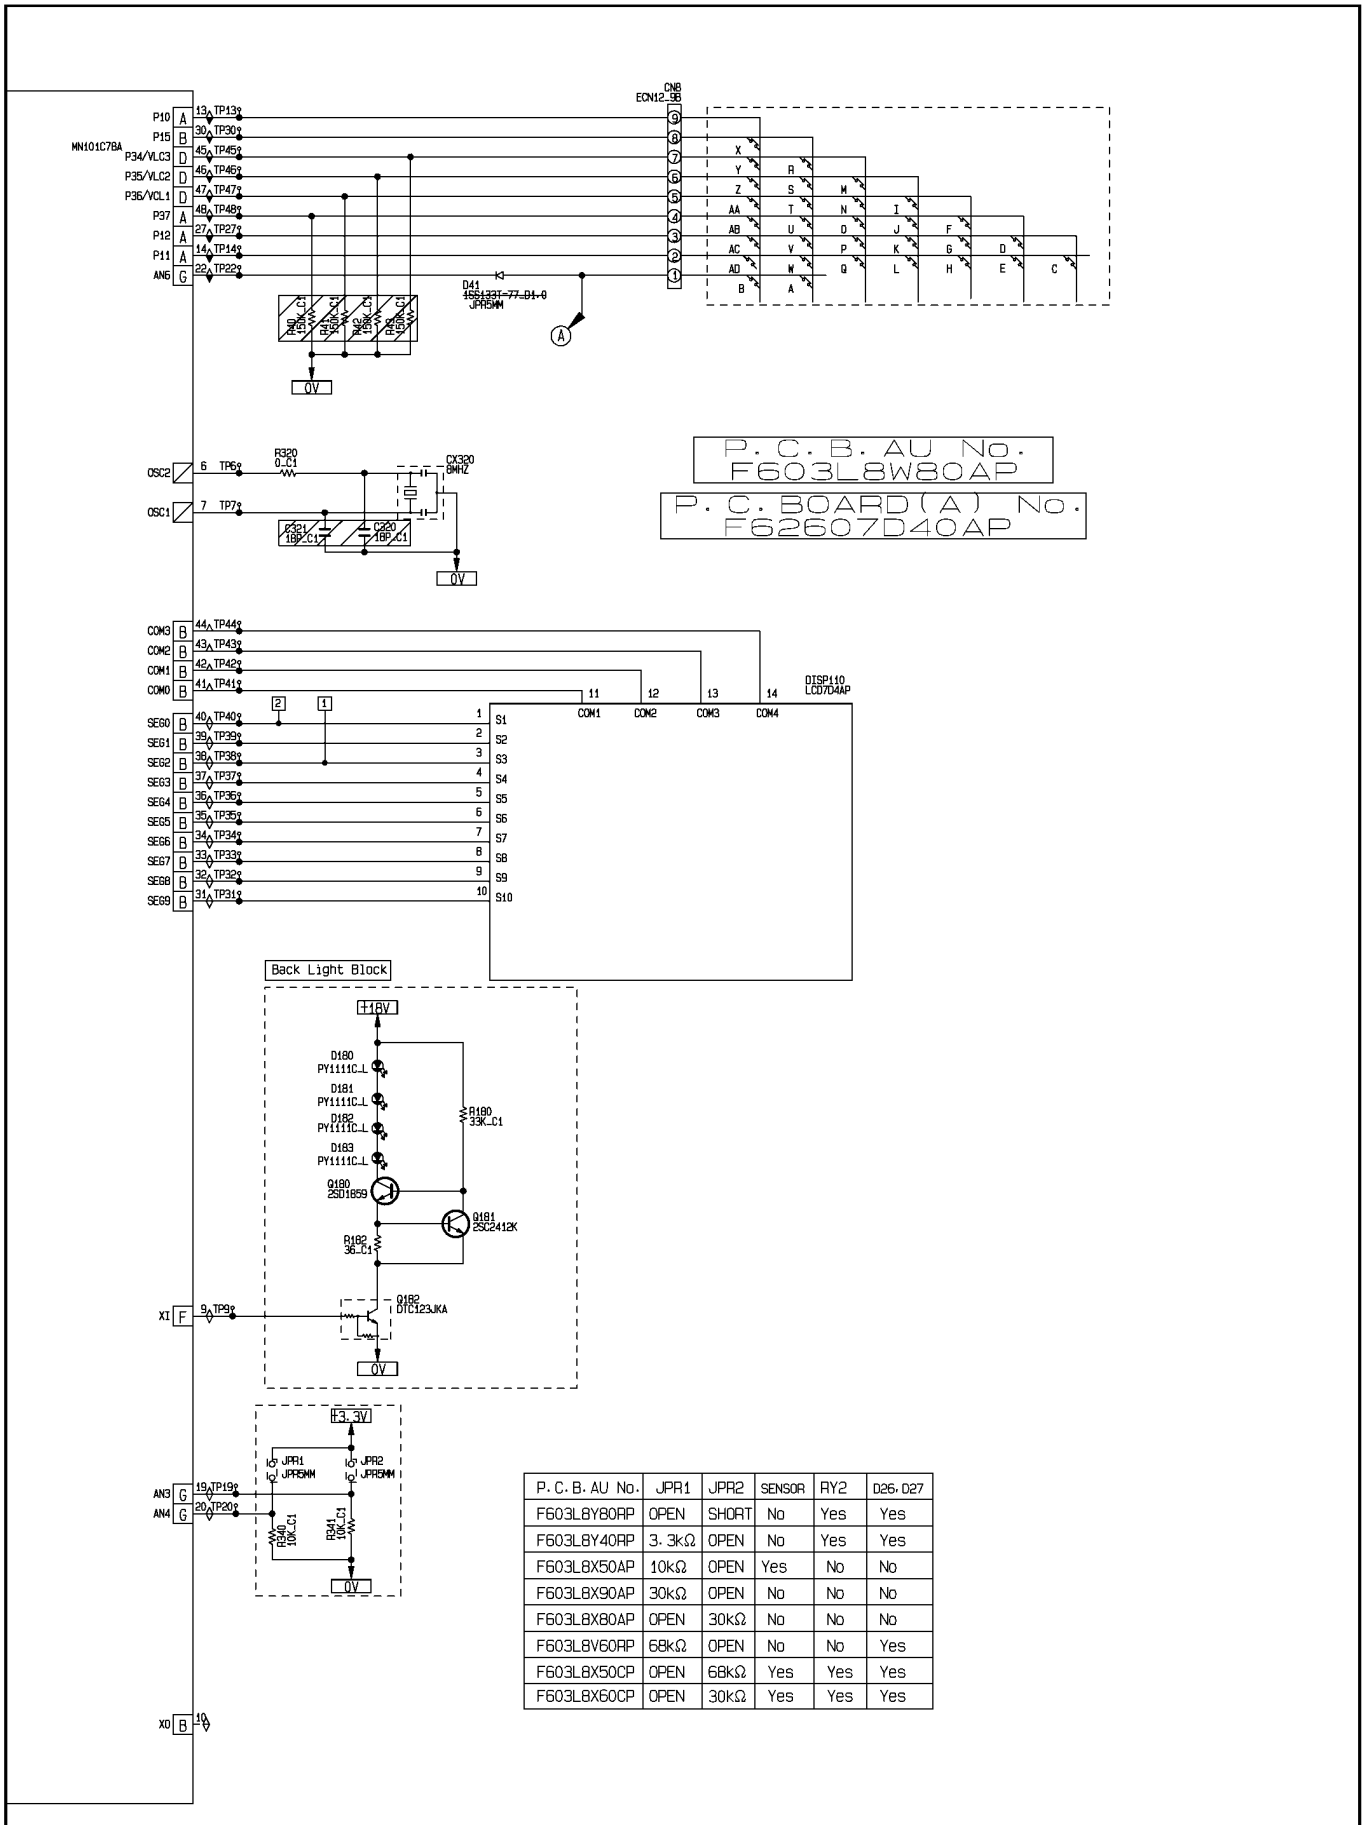 CN8
ECN12_9B
P10 A 13 TP13 9
P15 B 30 TP30 8
MN101C78A
P34/VLC3 D 45 TP45 7 X
P35/VLC2 D 46 TP46 6 Y R
P36/VCL1 D 47 TP47 5 Z S M
P37 A 48 TP48 4 AA T N I
P12 A 27 TP27 3 AB U O J F
P11 A 14 TP14 2 AC V P K G D
AN6 G 22 TP22 1 AD W Q L H E C
B A
D41
1SS133T-77_D1.0
JPR5MM
R40 150K_C1
R41 150K_C1
R42 150K_C1
R43 150K_C1
A
0V
P. C. B. AU No.
F603L8W80AP
P. C. BOARD(A) No.
F62607D40AP
R320
0_C1
CX320
8MHZ
OSC2 6 TP6
OSC1 7 TP7
C321
18P_C1
C320
18P_C1
0V
COM3 B 44 TP44
COM2 B 43 TP43
COM1 B 42 TP42
COM0 B 41 TP41
DISP110
LCD7D4AP
11 12 13 14
COM1 COM2 COM3 COM4
2 1
SEG0 B 40 TP40 1 S1
SEG1 B 39 TP39 2 S2
SEG2 B 38 TP38 3 S3
SEG3 B 37 TP37 4 S4
SEG4 B 36 TP36 5 S5
SEG5 B 35 TP35 6 S6
SEG6 B 34 TP34 7 S7
SEG7 B 33 TP33 8 S8
SEG8 B 32 TP32 9 S9
SEG9 B 31 TP31 10 S10
Back Light Block
+18V
D180
PY1111C_L
D181
PY1111C_L
D182
PY1111C_L
D183
PY1111C_L
R180
33K_C1
Q180
2SD1859
Q181
2SC2412K
R182
36_C1
Q182
DTC123JKA
XI F 9 TP9
0V
+3.3V
JPR1
JPR5MM
JPR2
JPR5MM
AN3 G 19 TP19
AN4 G 20 TP20
R340
10K_C1
R341
10K_C1
0V
P. C. B. AU No. JPR1 JPR2 SENSOR RY2 D26, D27
F603L8Y80RP OPEN SHORT No Yes Yes
F603L8Y40RP 3. 3kΩ OPEN No Yes Yes
F603L8X50AP 10kΩ OPEN Yes No No
F603L8X90AP 30kΩ OPEN No No No
F603L8X80AP OPEN 30kΩ No No No
F603L8V60RP 68kΩ OPEN No No Yes
F603L8X50CP OPEN 68kΩ Yes Yes Yes
F603L8X60CP OPEN 30kΩ Yes Yes Yes
XO B 10